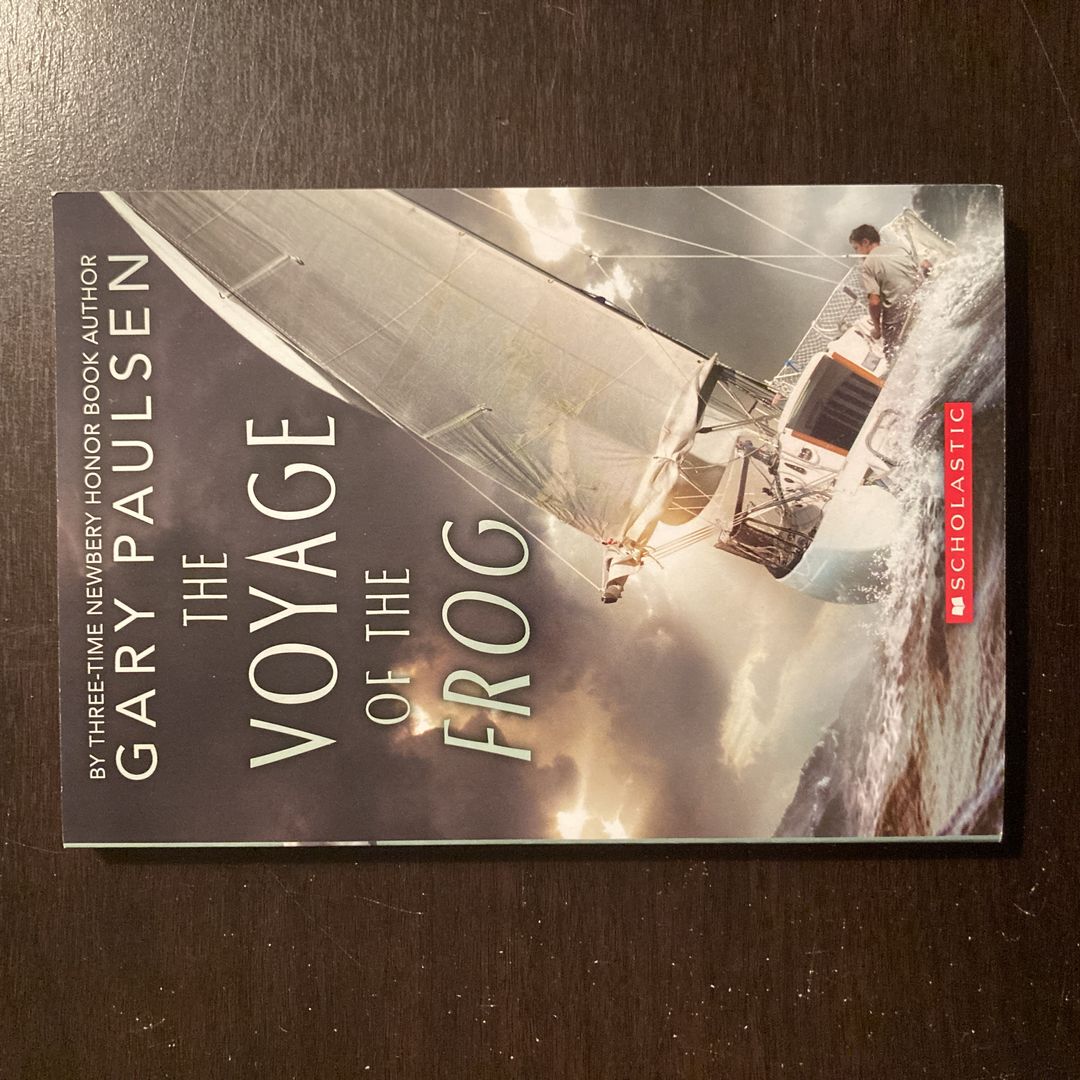 BY THREE-TIME NEWBERY HONOR BOOK AUTHOR
GARY PAULSEN
THE
VOYAGE
OF THE
FROG
SCHOLASTIC